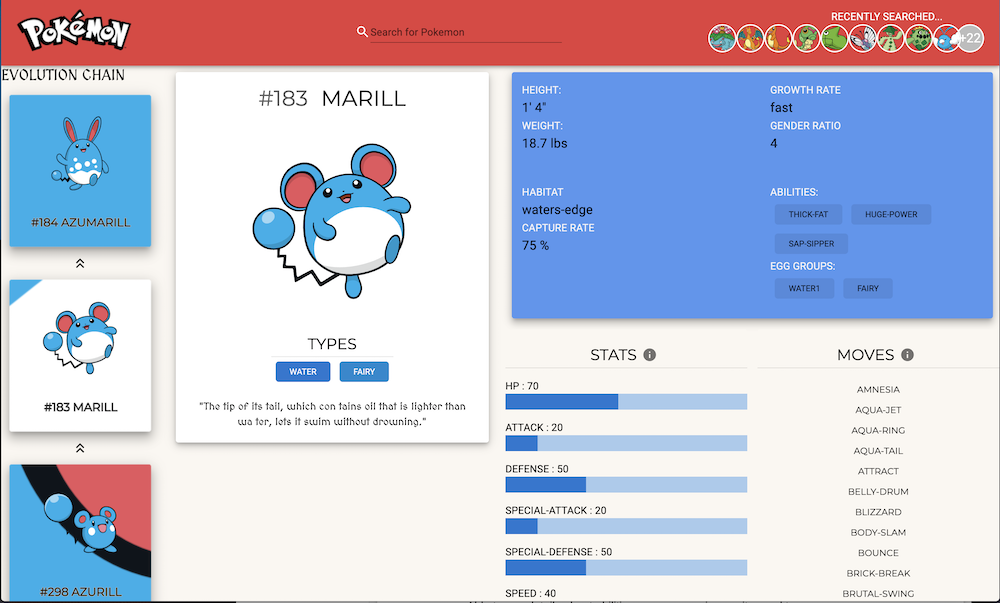 POKéMON
Search for Pokemon
RECENTLY SEARCHED...
+22
EVOLUTION CHAIN
#184 AZUMARILL
#183 MARILL
#298 AZURILL
#183 MARILL
TYPES
WATER FAIRY
"The tip of its tail, which con tains oil that is lighter than
wa ter, lets it swim without drowning."
HEIGHT:
1' 4"
WEIGHT:
18.7 lbs
HABITAT
waters-edge
CAPTURE RATE
75 %
GROWTH RATE
fast
GENDER RATIO
4
ABILITIES:
THICK-FAT HUGE-POWER
SAP-SIPPER
EGG GROUPS:
WATER1 FAIRY
STATS
HP : 70
ATTACK : 20
DEFENSE : 50
SPECIAL-ATTACK : 20
SPECIAL-DEFENSE : 50
SPEED : 40
MOVES
AMNESIA
AQUA-JET
AQUA-RING
AQUA-TAIL
ATTRACT
BELLY-DRUM
BLIZZARD
BODY-SLAM
BOUNCE
BRICK-BREAK
BRUTAL-SWING